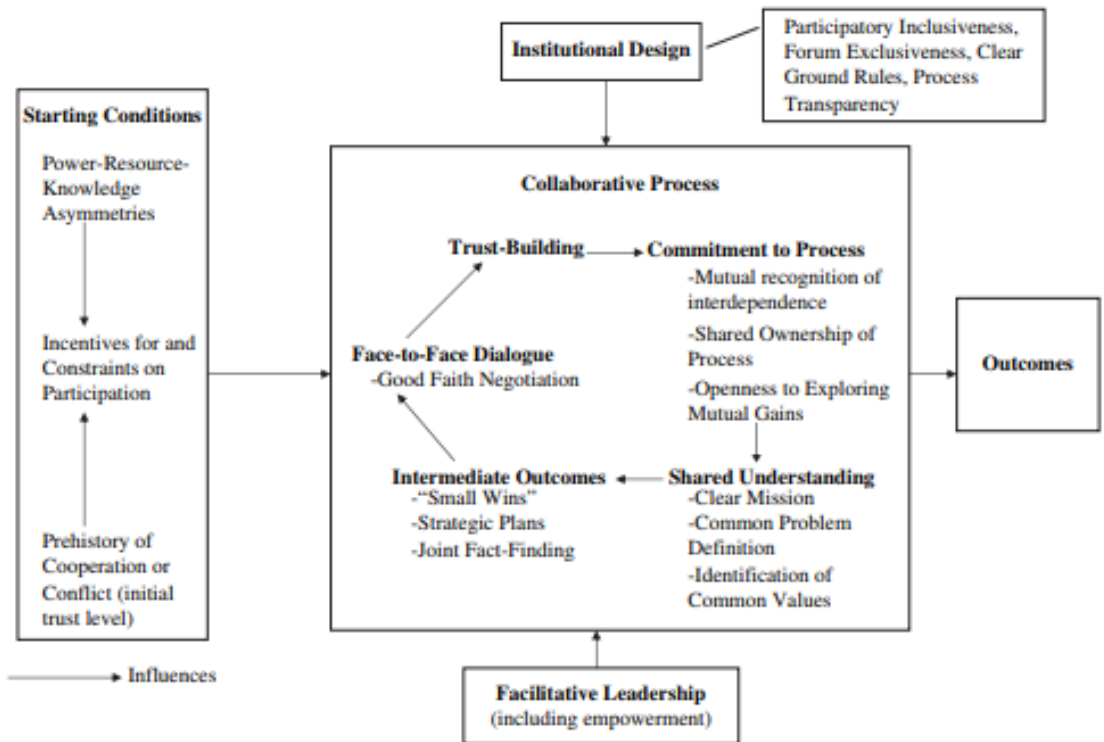 Institutional Design
Participatory Inclusiveness,
Forum Exclusiveness, Clear
Ground Rules, Process
Transparency
Starting Conditions
Power-Resource-
Knowledge
Asymmetries
Incentives for and
Constraints on
Participation
Prehistory of
Cooperation or
Conflict (initial
trust level)
Influences
Collaborative Process
Trust-Building
Commitment to Process
-Mutual recognition of
interdependence
-Shared Ownership of
Process
-Openness to Exploring
Mutual Gains
Face-to-Face Dialogue
-Good Faith Negotiation
Intermediate Outcomes
-“Small Wins”
-Strategic Plans
-Joint Fact-Finding
Shared Understanding
-Clear Mission
-Common Problem
Definition
-Identification of
Common Values
Outcomes
Facilitative Leadership
(including empowerment)